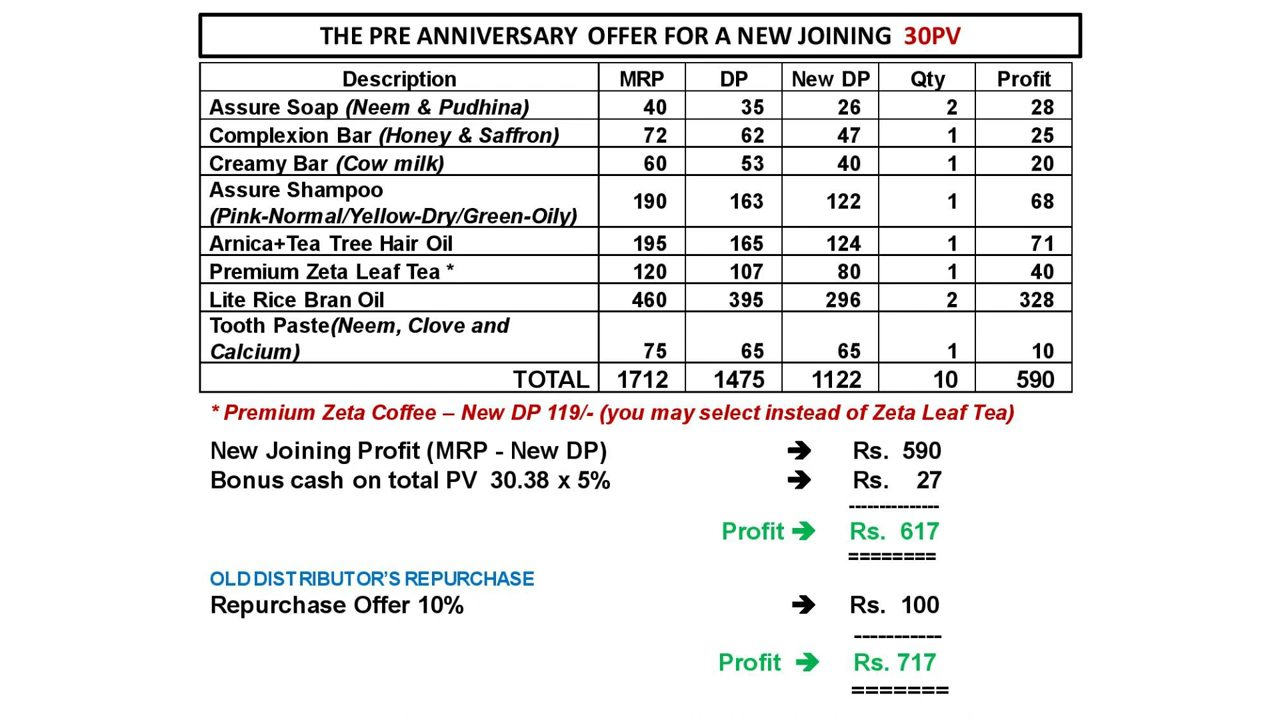 THE PRE ANNIVERSARY OFFER FOR A NEW JOINING 30PV
Description MRP DP New DP Qty Profit
Assure Soap (Neem & Pudhina) 40 35 26 2 28
Complexion Bar (Honey & Saffron) 72 62 47 1 25
Creamy Bar (Cow milk) 60 53 40 1 20
Assure Shampoo
(Pink-Normal/Yellow-Dry/Green-Oily) 190 163 122 1 68
Arnica+Tea Tree Hair Oil 195 165 124 1 71
Premium Zeta Leaf Tea * 120 107 80 1 40
Lite Rice Bran Oil 460 395 296 2 328
Tooth Paste(Neem, Clove and
Calcium) 75 65 65 1 10
TOTAL 1712 1475 1122 10 590
* Premium Zeta Coffee – New DP 119/- (you may select instead of Zeta Leaf Tea)
New Joining Profit (MRP - New DP) ➔ Rs. 590
Bonus cash on total PV 30.38 x 5% ➔ Rs. 27
---------------
Profit ➔ Rs. 617
========
OLD DISTRIBUTOR'S REPURCHASE
Repurchase Offer 10% ➔ Rs. 100
-----------
Profit ➔ Rs. 717
=======